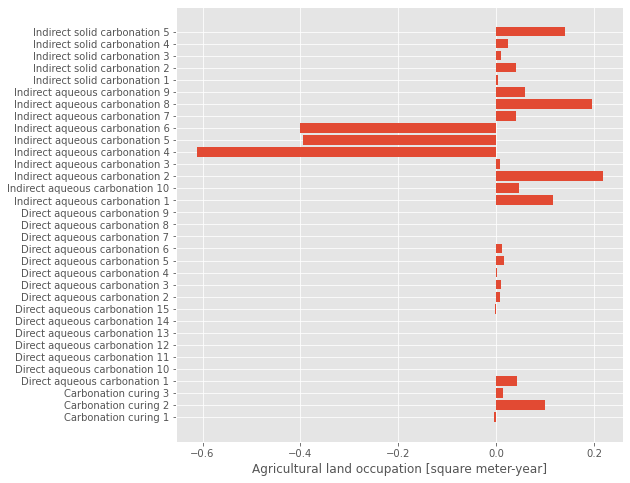 Indirect solid carbonation 5
Indirect solid carbonation 4
Indirect solid carbonation 3
Indirect solid carbonation 2
Indirect solid carbonation 1
Indirect aqueous carbonation 9
Indirect aqueous carbonation 8
Indirect aqueous carbonation 7
Indirect aqueous carbonation 6
Indirect aqueous carbonation 5
Indirect aqueous carbonation 4
Indirect aqueous carbonation 3
Indirect aqueous carbonation 2
Indirect aqueous carbonation 10
Indirect aqueous carbonation 1
Direct aqueous carbonation 9
Direct aqueous carbonation 8
Direct aqueous carbonation 7
Direct aqueous carbonation 6
Direct aqueous carbonation 5
Direct aqueous carbonation 4
Direct aqueous carbonation 3
Direct aqueous carbonation 2
Direct aqueous carbonation 15
Direct aqueous carbonation 14
Direct aqueous carbonation 13
Direct aqueous carbonation 12
Direct aqueous carbonation 11
Direct aqueous carbonation 10
Direct aqueous carbonation 1
Carbonation curing 3
Carbonation curing 2
Carbonation curing 1
−0.6 −0.4 −0.2 0.0 0.2
Agricultural land occupation [square meter-year]